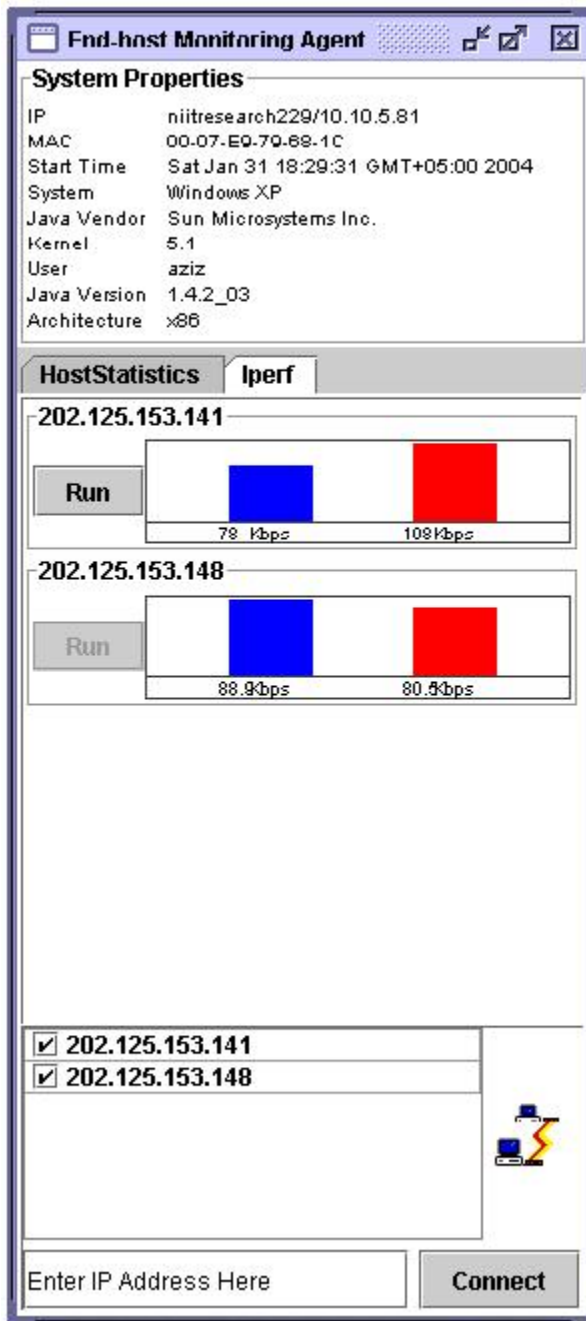 End-host Monitoring Agent
System Properties
IP niitresearch229/10.10.5.81
MAC 00-07-E9-79-68-1C
Start Time Sat Jan 31 18:29:31 GMT+05:00 2004
System Windows XP
Java Vendor Sun Microsystems Inc.
Kernel 5.1
User aziz
Java Version 1.4.2_03
Architecture x86
HostStatistics Iperf
202.125.153.141
Run
78 Kbps 108Kbps
202.125.153.148
Run
88.9Kbps 80.5Kbps
202.125.153.141
202.125.153.148
Enter IP Address Here Connect